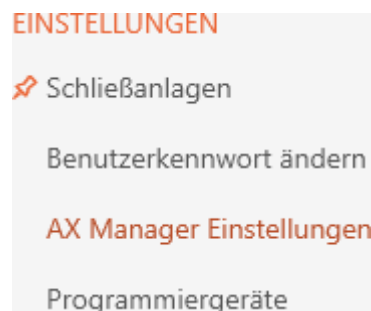 EINSTELLUNGEN
Schließanlagen
Benutzerkennwort ändern
AX Manager Einstellungen
Programmiergeräte